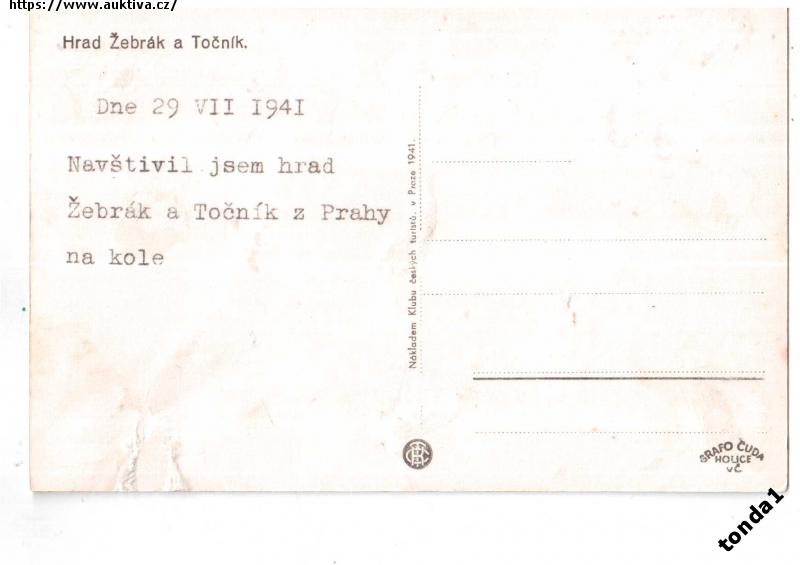 https://www.auktiva.cz/
Hrad Žebrák a Točník.
Dne 29 VII 1941
Navštivil jsem hrad
Žebrák a Točník z Prahy
na kole
Nákladem Klubu českých turistů, v Praze 1941.
GRAFO ČUDA
HOLICE
VČ
tonda1